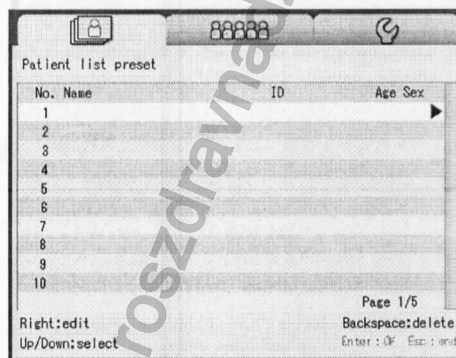 Patient list preset
No. Name ID Age Sex
1
2
3
4
5
6
7
8
9
10
Page 1/5
Right:edit Backspace:delete
Up/Down:select Enter:OK Esc:end
roszdravnad